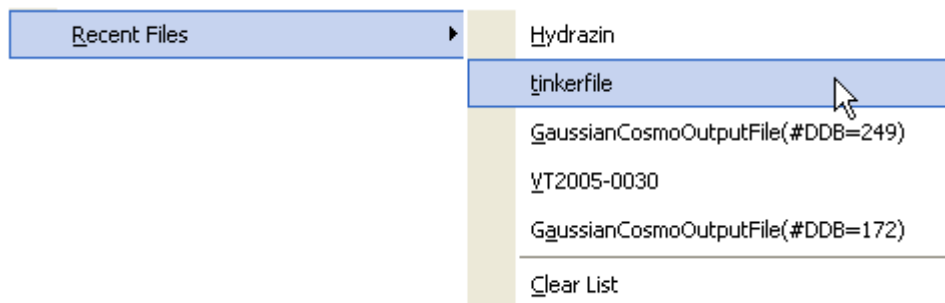 Recent Files
Hydrazin
tinkerfile
GaussianCosmoOutputFile(#DDB=249)
VT2005-0030
GaussianCosmoOutputFile(#DDB=172)
Clear List